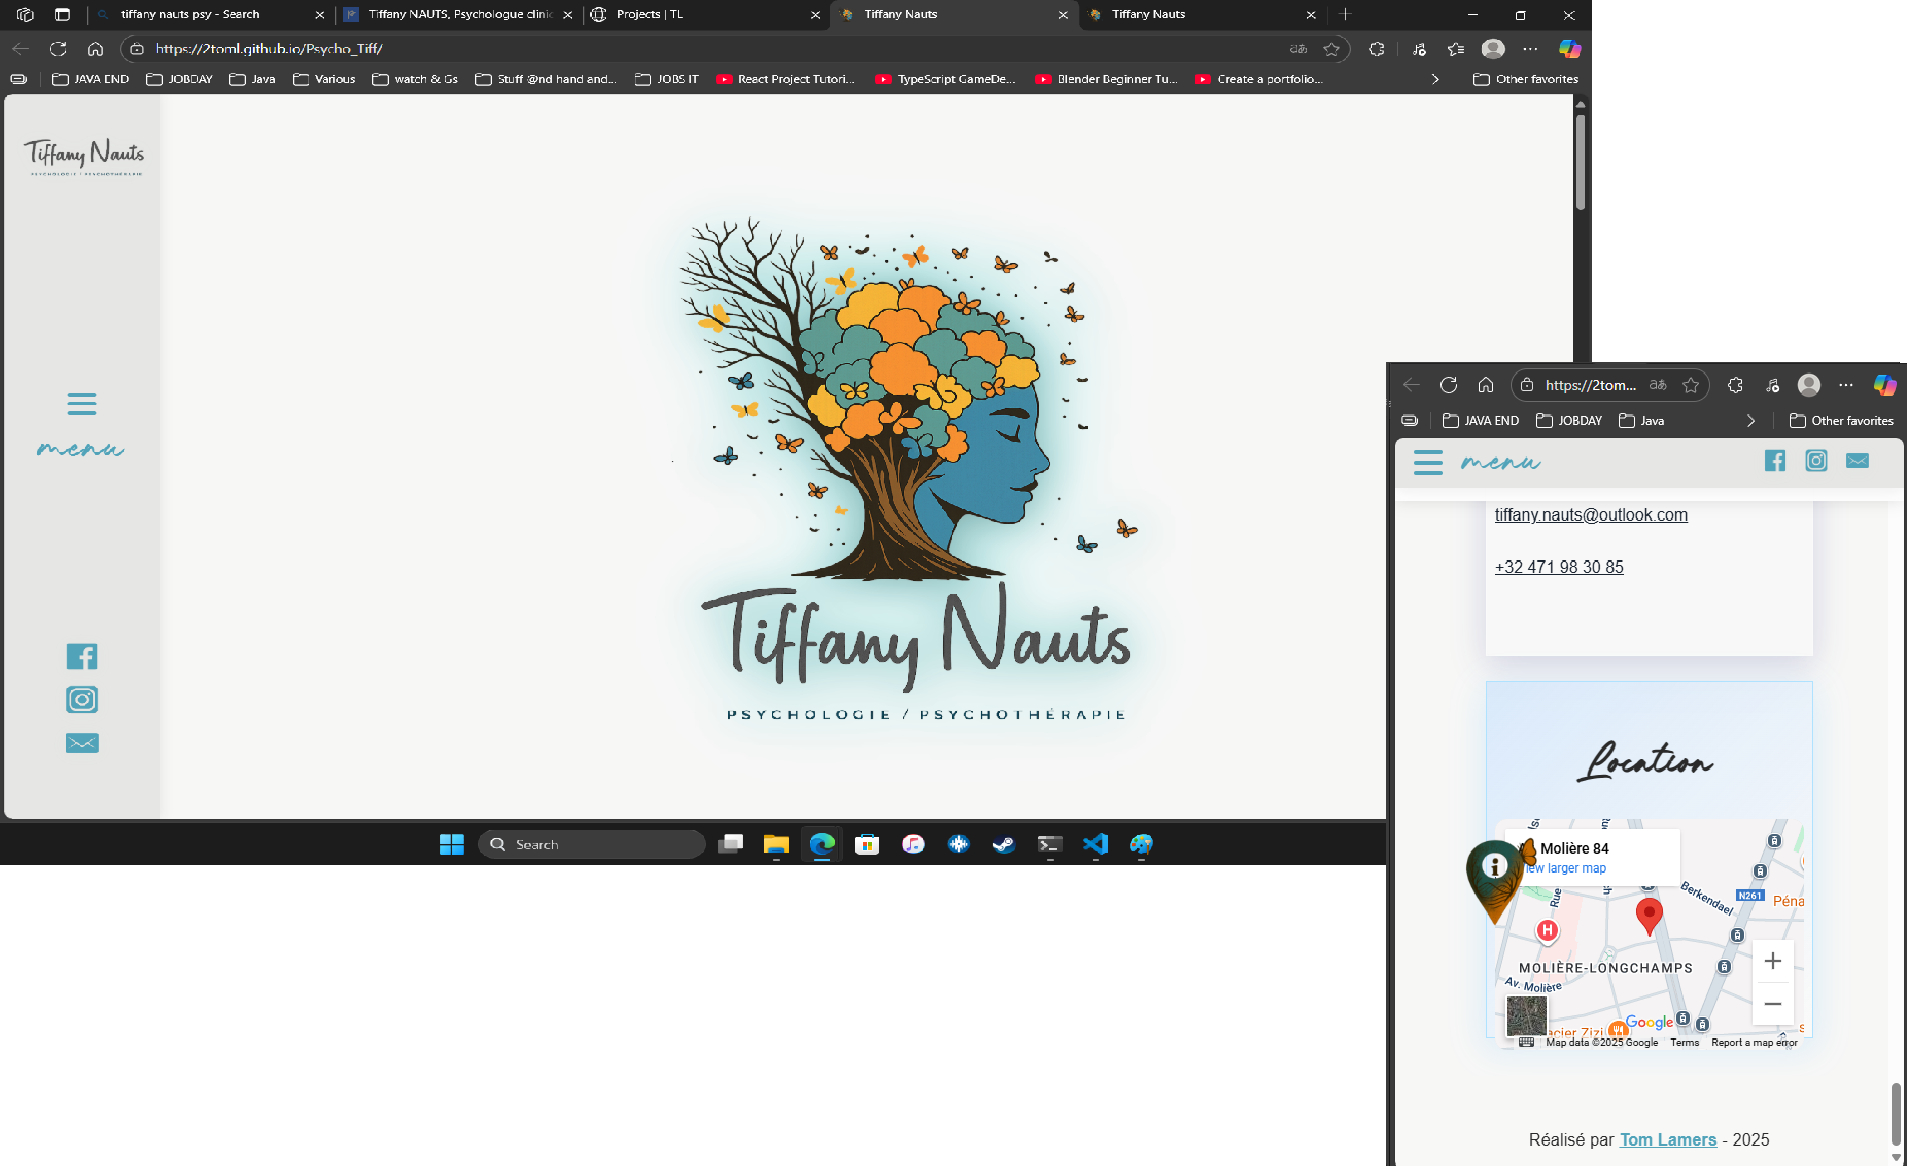 tiffany nauts psy - Search
Tiffany NAUTS, Psychologue clinic
Projects | TL
Tiffany Nauts
Tiffany Nauts
https://2toml.github.io/Psycho_Tiff/
JAVA END
JOBDAY
Java
Various
watch & Gs
Stuff @nd hand and...
JOBS IT
React Project Tutori...
TypeScript GameDe...
Blender Beginner Tu...
Create a portfolio...
Other favorites
Tiffany Nauts
PSYCHOLOGIE / PSYCHOTHÉRAPIE
menu
Tiffany Nauts
PSYCHOLOGIE / PSYCHOTHÉRAPIE
Search
https://2tom...
JAVA END
JOBDAY
Java
Other favorites
menu
tiffany.nauts@outlook.com
+32 471 98 30 85
Location
Molière 84
iew larger map
Berkendael
N261
Péna
Rue
H
MOLIÈRE-LONGCHAMPS
Av. Molière
acier Zizi
Google
Map data ©2025 Google
Terms
Report a map error
Réalisé par Tom Lamers - 2025